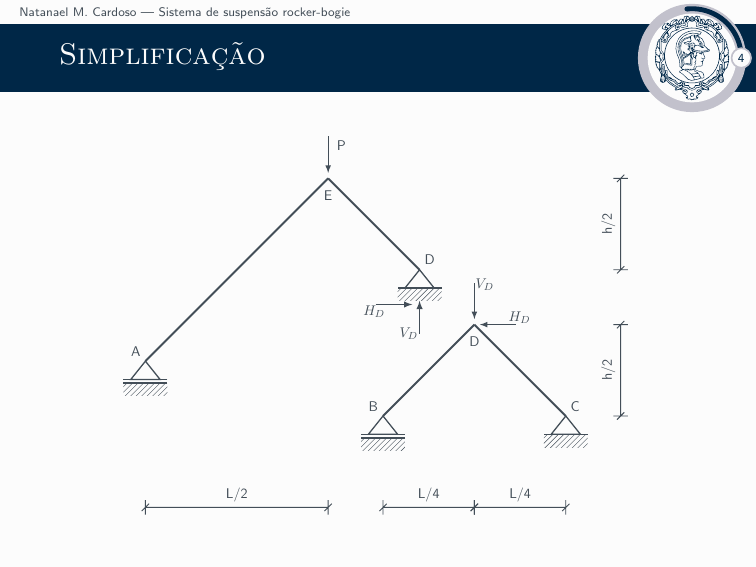 Natanael M. Cardoso — Sistema de suspensão rocker-bogie
Simplificação
4
P
E
h/2
D
V_D
H_D
H_D
V_D
D
A
h/2
B
C
L/2
L/4
L/4